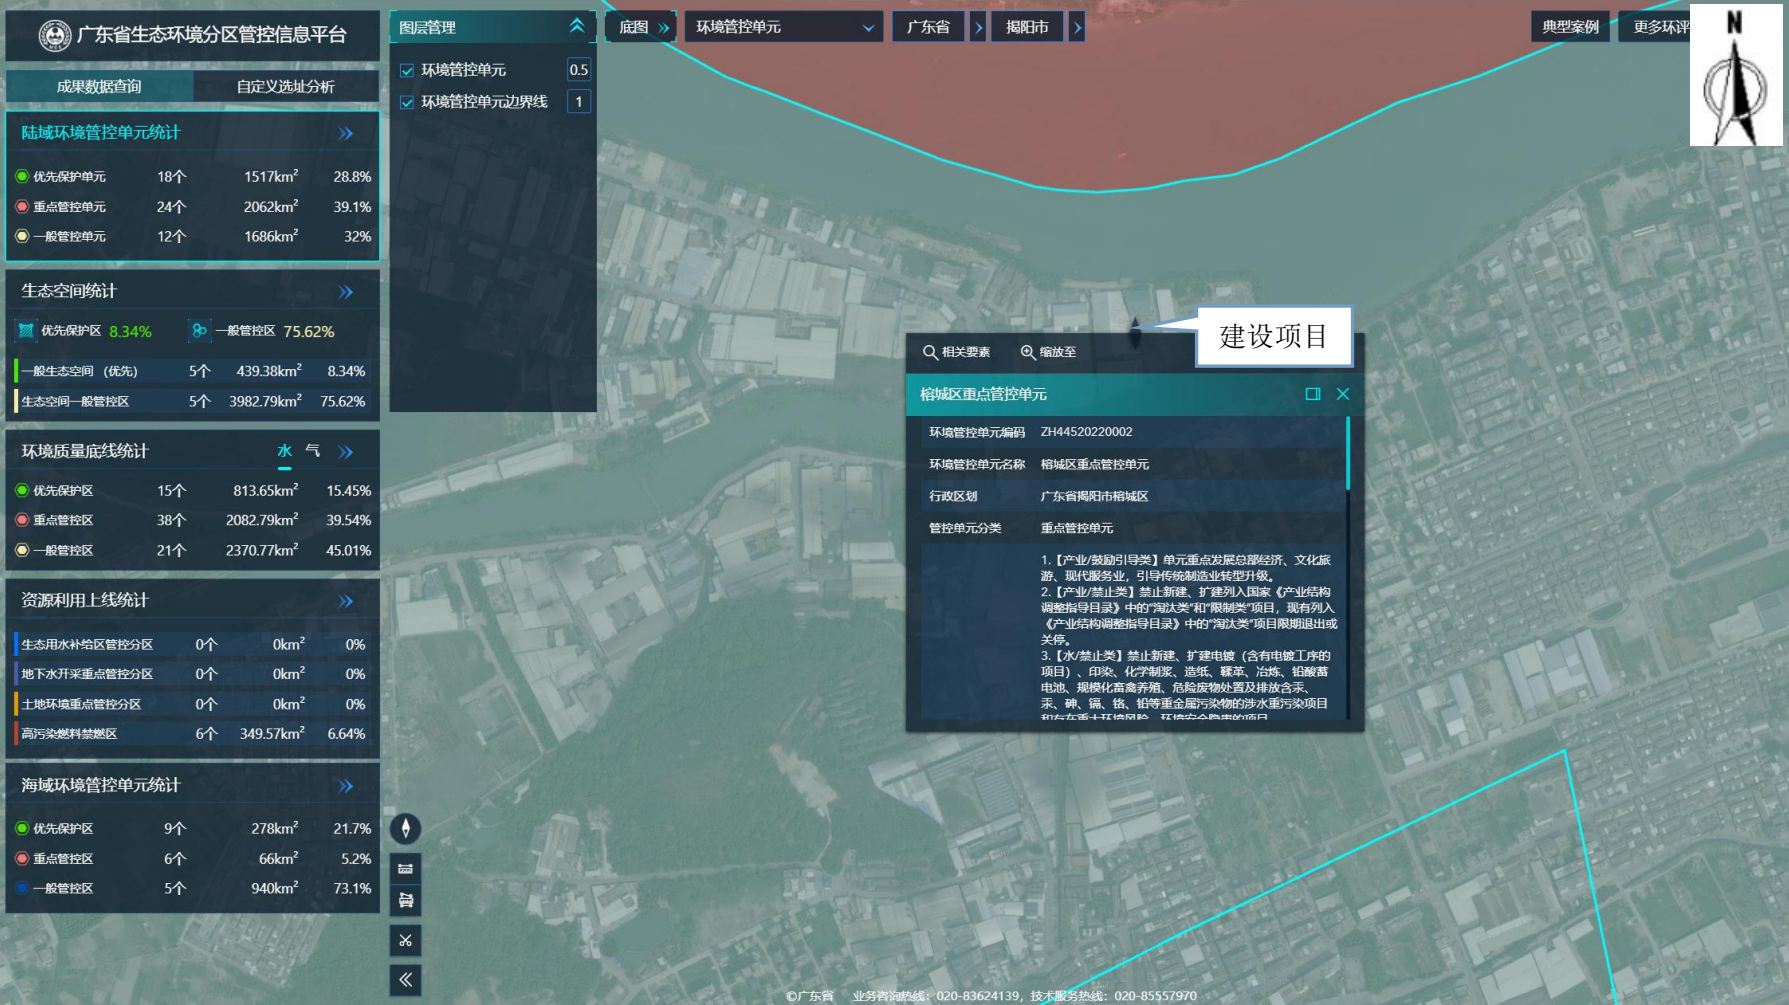 广东省生态环境分区管控信息平台
成果数据查询
自定义选址分析
陆域环境管控单元统计
优先保护单元 18个 1517km² 28.8%
重点管控单元 24个 2062km² 39.1%
一般管控单元 12个 1686km² 32%
生态空间统计
优先保护区 8.34% 一般管控区 75.62%
一般生态空间 (优先) 5个 439.38km² 8.34%
生态空间一般管控区 5个 3982.79km² 75.62%
环境质量底线统计 水 气
优先保护区 15个 813.65km² 15.45%
重点管控区 38个 2082.79km² 39.54%
一般管控区 21个 2370.77km² 45.01%
资源利用上线统计
生态用水补给区管控分区 0个 0km² 0%
地下水开采重点管控分区 0个 0km² 0%
土地环境重点管控分区 0个 0km² 0%
高污染燃料禁燃区 6个 349.57km² 6.64%
海域环境管控单元统计
优先保护区 9个 278km² 21.7%
重点管控区 6个 66km² 5.2%
一般管控区 5个 940km² 73.1%
图层管理
环境管控单元 0.5
环境管控单元边界线 1
底图
环境管控单元
广东省
揭阳市
典型案例
更多环评
N
建设项目
相关要素 缩放至
榕城区重点管控单元
环境管控单元编码 ZH44520220002
环境管控单元名称 榕城区重点管控单元
行政区划 广东省揭阳市榕城区
管控单元分类 重点管控单元
1.【产业/鼓励引导类】单元重点发展总部经济、文化旅
游、现代服务业，引导传统制造业转型升级。
2.【产业/禁止类】禁止新建、扩建列入国家《产业结构
调整指导目录》中的“淘汰类”和“限制类”项目，现有列入
《产业结构调整指导目录》中的“淘汰类”项目限期退出或
关停。
3.【水/禁止类】禁止新建、扩建电镀（含有电镀工序的
项目）、印染、化学制浆、造纸、鞣革、冶炼、铅酸蓄
电池、规模化畜禽养殖、危险废物处置及排放含汞、
汞、砷、镉、铬、铅等重金属污染物的涉水重污染项目
和存在重大环境风险、环境安全隐患的项目
©广东省 业务咨询热线：020-83624139，技术服务热线：020-85557970